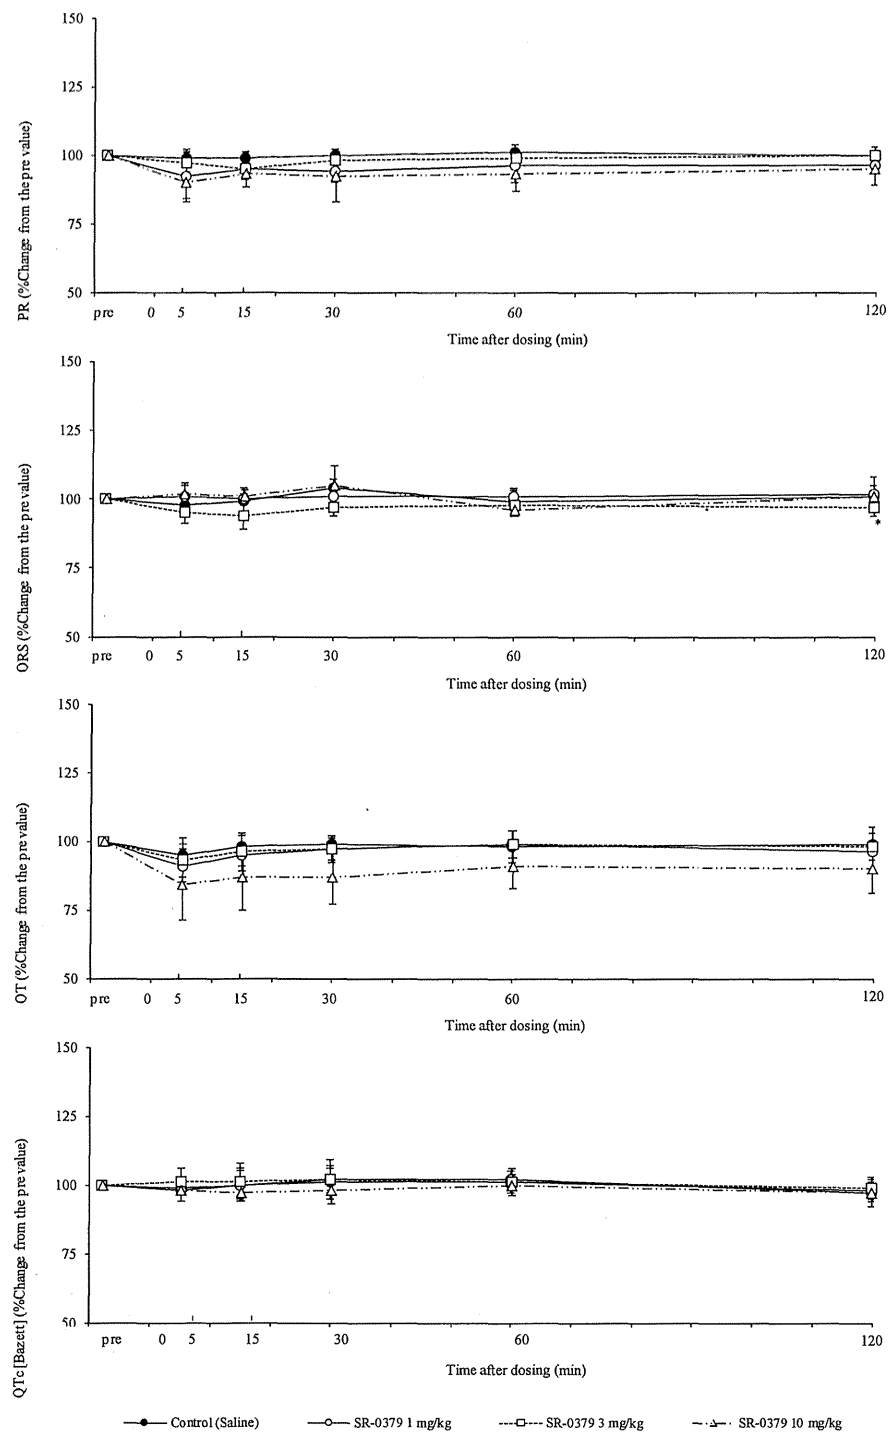 150
125
100
75
50
PR (%Change from the pre value)
pre 0 5 15 30 60 120
Time after dosing (min)
150
125
100
75
50
QRS (%Change from the pre value)
pre 0 5 15 30 60 120
Time after dosing (min)
*
150
125
100
75
50
QT (%Change from the pre value)
pre 0 5 15 30 60 120
Time after dosing (min)
150
125
100
75
50
QTc [Bazett] (%Change from the pre value)
pre 0 5 15 30 60 120
Time after dosing (min)
Control (Saline) SR-0379 1 mg/kg SR-0379 3 mg/kg SR-0379 10 mg/kg